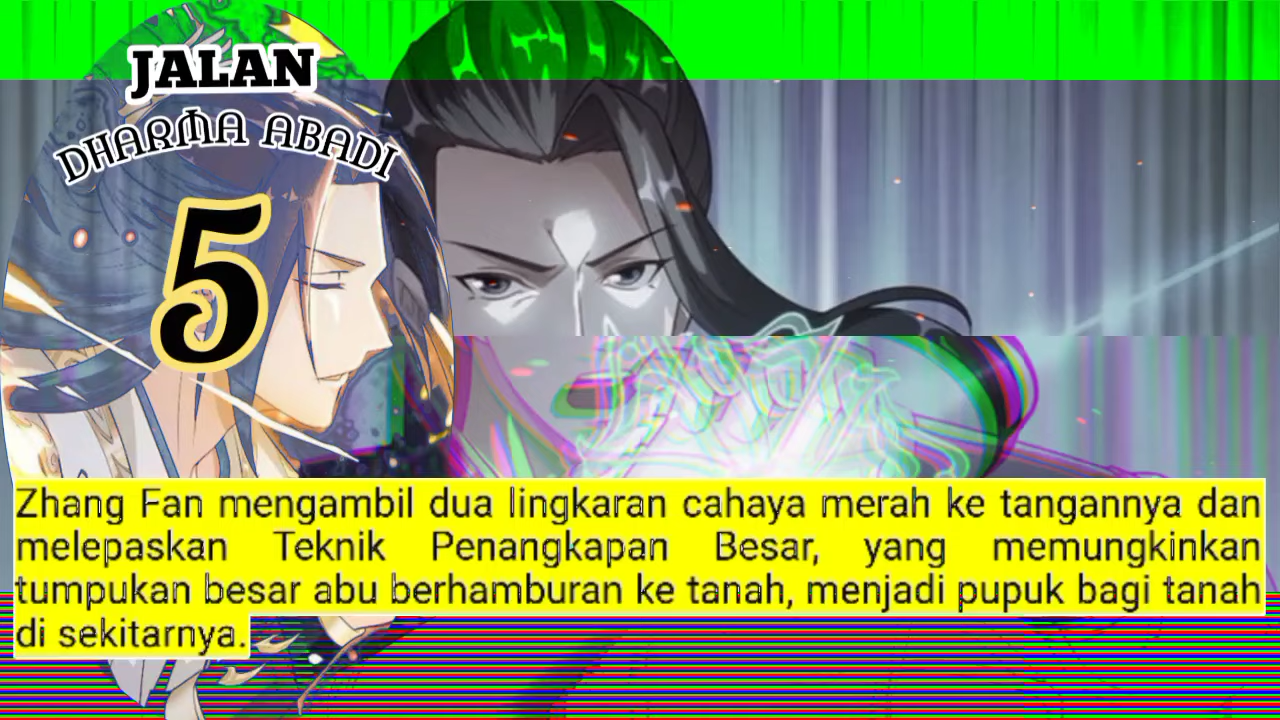 JALAN
DHARMA ABADI
5
Zhang Fan mengambil dua lingkaran cahaya merah ke tangannya dan
melepaskan Teknik Penangkapan Besar, yang memungkinkan
tumpukan besar abu berhamburan ke tanah, menjadi pupuk bagi tanah
di sekitarnya.